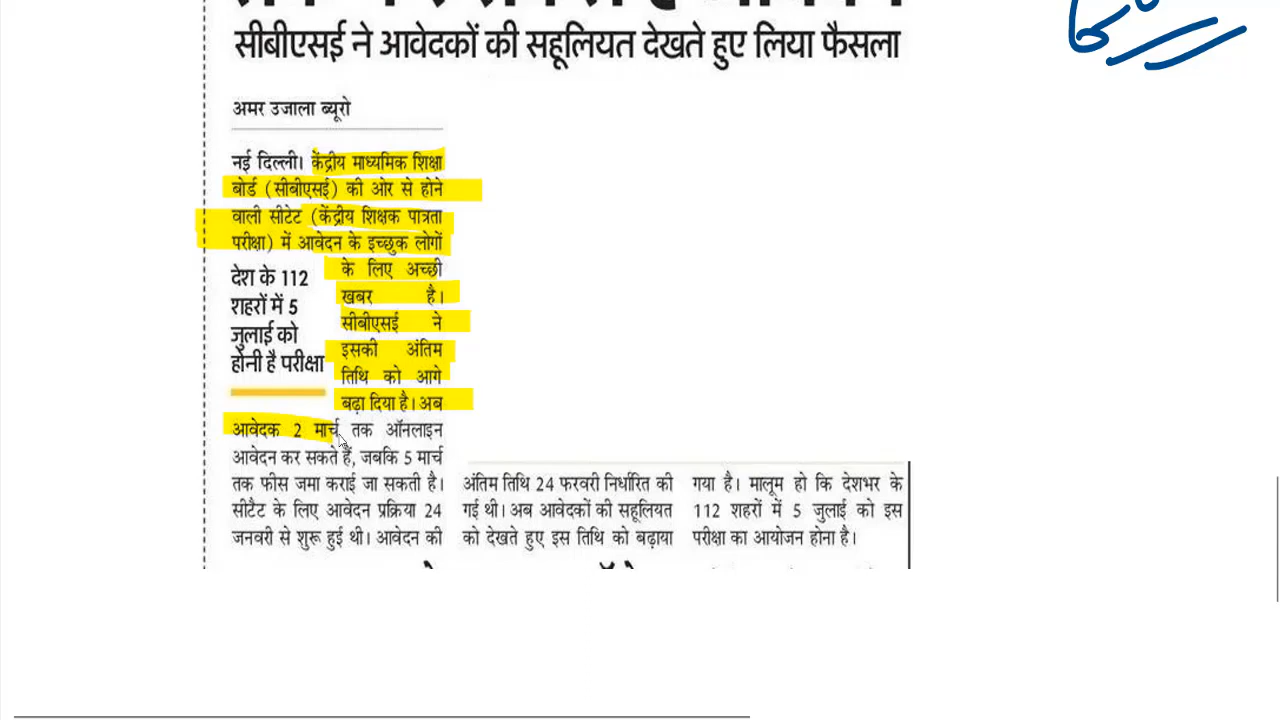 सीबीएसई ने आवेदकों की सहूलियत देखते हुए लिया फैसला
अमर उजाला ब्यूरो
नई दिल्ली। केंद्रीय माध्यमिक शिक्षा
बोर्ड (सीबीएसई) की ओर से होने
वाली सीटेट (केंद्रीय शिक्षक पात्रता
परीक्षा) में आवेदन के इच्छुक लोगों
के लिए अच्छी
खबर है।
सीबीएसई ने
इसकी अंतिम
तिथि को आगे
बढ़ा दिया है। अब
देश के 112
शहरों में 5
जुलाई को
होनी है परीक्षा
आवेदक 2 मार्च तक ऑनलाइन
आवेदन कर सकते हैं, जबकि 5 मार्च
तक फीस जमा कराई जा सकती है।
सीटैट के लिए आवेदन प्रक्रिया 24
जनवरी से शुरू हुई थी। आवेदन की
अंतिम तिथि 24 फरवरी निर्धारित की
गई थी। अब आवेदकों की सहूलियत
को देखते हुए इस तिथि को बढ़ाया
गया है। मालूम हो कि देशभर के
112 शहरों में 5 जुलाई को इस
परीक्षा का आयोजन होना है।